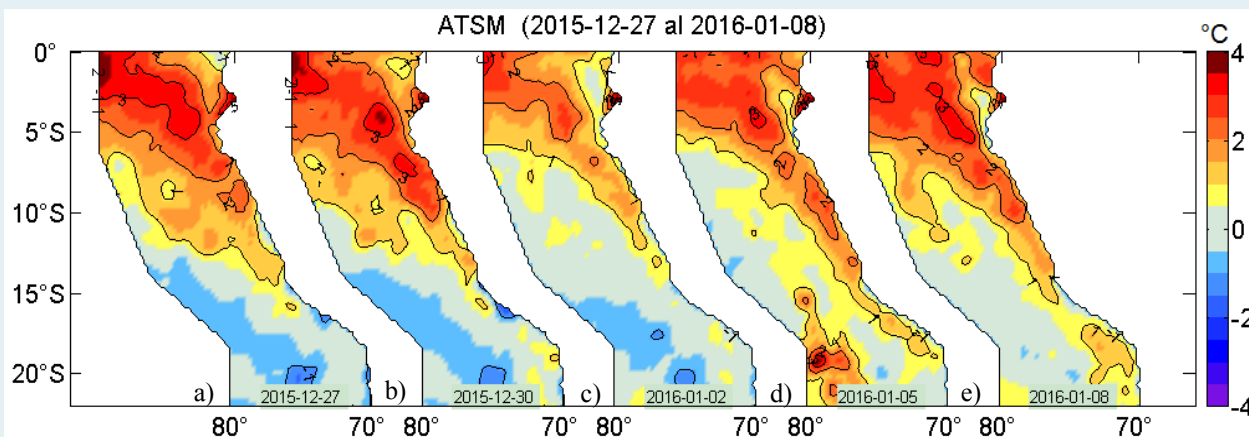 ATSM (2015-12-27 al 2016-01-08)
°C
0°
5°S
10°S
15°S
20°S
4
2
0
-2
-4
a) 2015-12-27
b) 2015-12-30
c) 2016-01-02
d) 2016-01-05
e) 2016-01-08
80° 70° 80° 70° 80° 70° 80° 70° 80° 70°